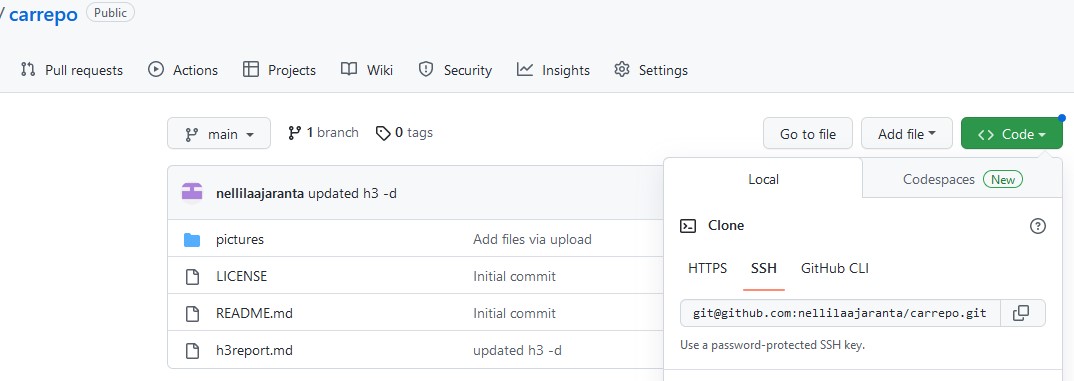 / carrepo Public
Pull requests Actions Projects Wiki Security Insights Settings
main 1 branch 0 tags Go to file Add file <> Code
nellilaajaranta updated h3 -d
pictures Add files via upload
LICENSE Initial commit
README.md Initial commit
h3report.md updated h3 -d
Local Codespaces New
Clone
HTTPS SSH GitHub CLI
git@github.com:nellilaajaranta/carrepo.git
Use a password-protected SSH key.